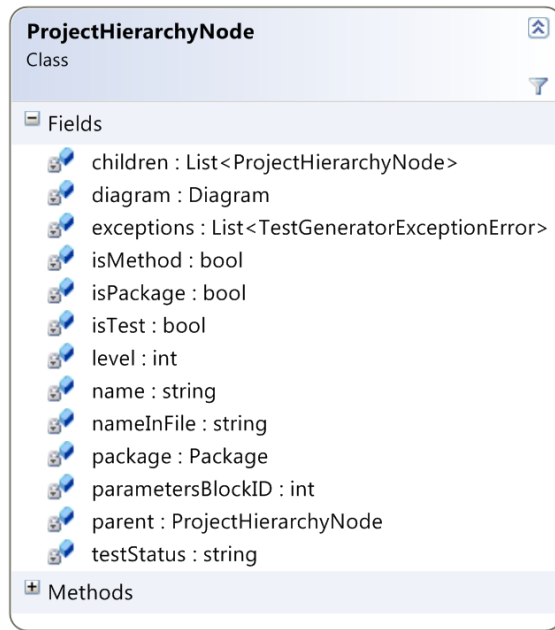 ProjectHierarchyNode
Class
Fields
children : List<ProjectHierarchyNode>
diagram : Diagram
exceptions : List<TestGeneratorExceptionError>
isMethod : bool
isPackage : bool
isTest : bool
level : int
name : string
nameInFile : string
package : Package
parametersBlockID : int
parent : ProjectHierarchyNode
testStatus : string
Methods